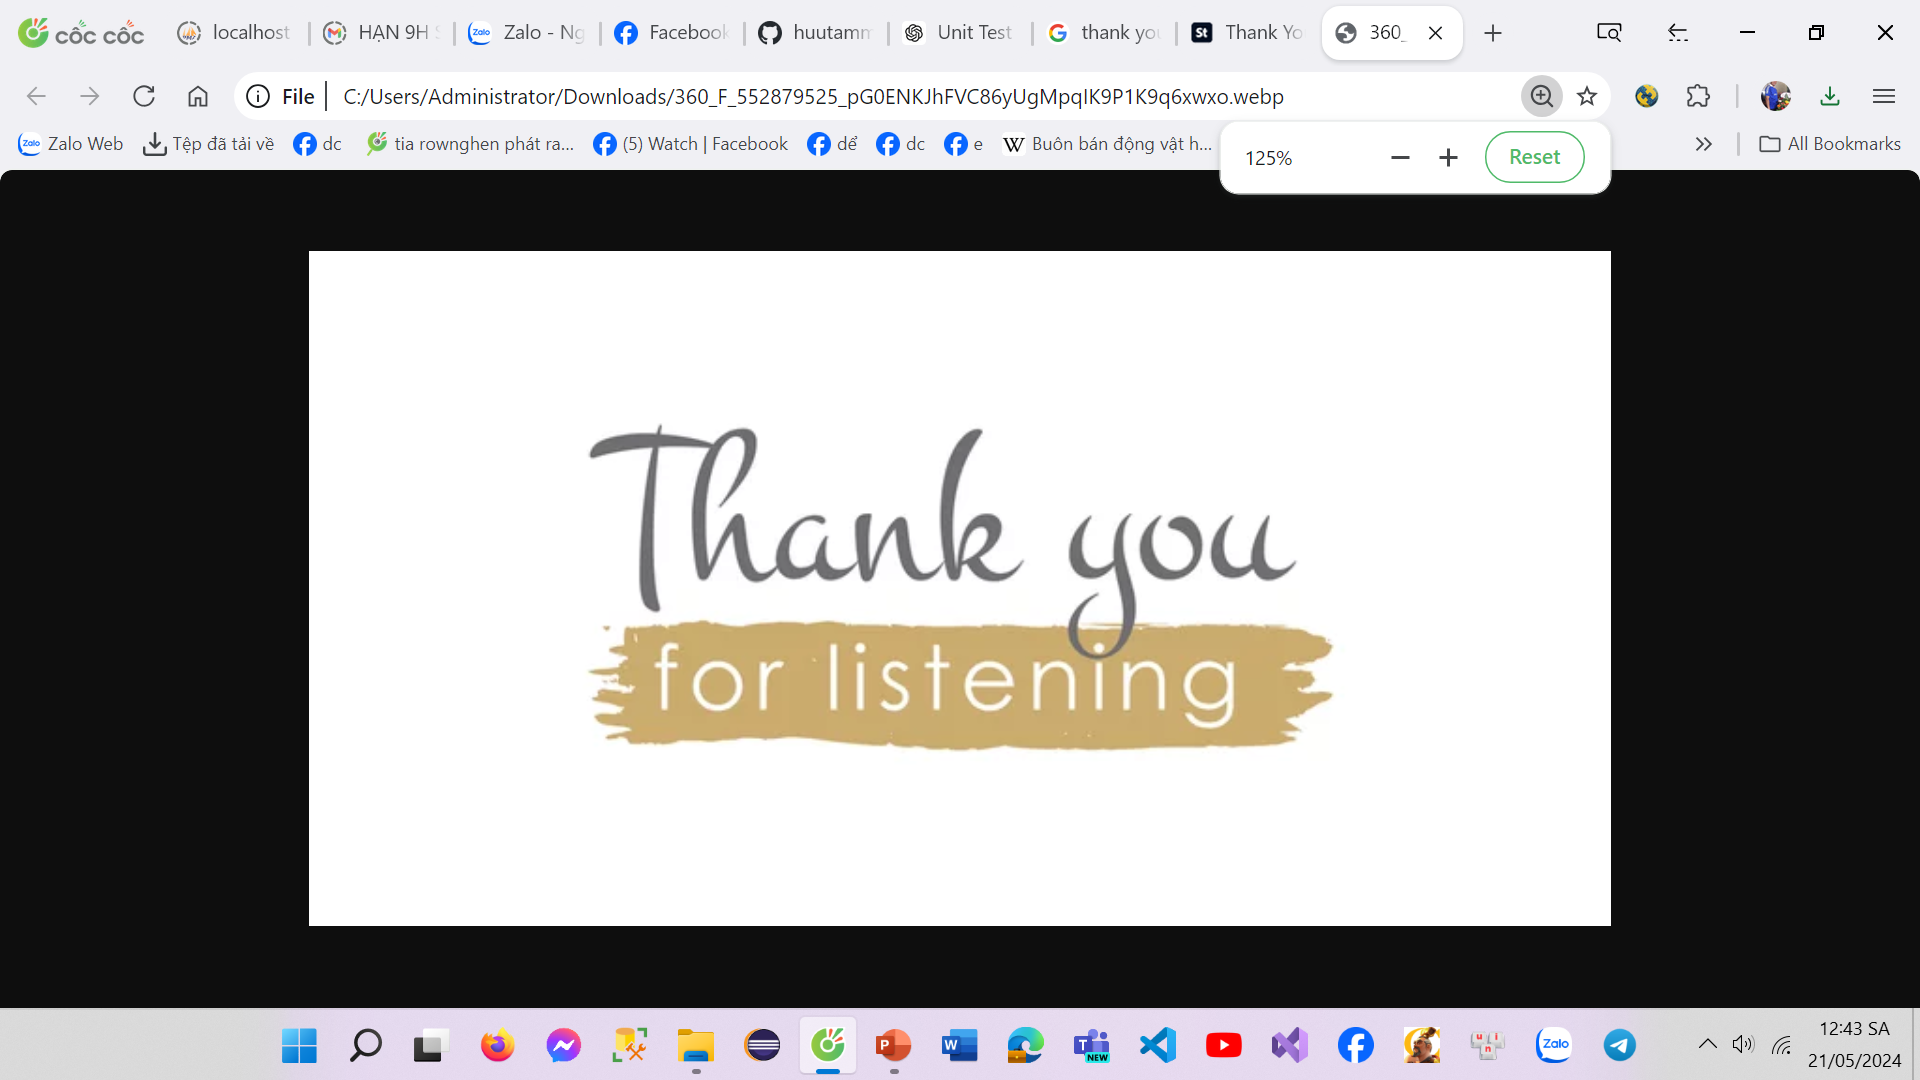 cốc cốc
localhost
HẠN 9H
Zalo - Ng
Facebook
huutamm
Unit Test
thank you
Thank Yo
360_
File
C:/Users/Administrator/Downloads/360_F_552879525_pG0ENKJhFVC86yUgMpqIK9P1K9q6xwxo.webp
Zalo Web
Tệp đã tải về
dc
tia rownghen phát ra...
(5) Watch | Facebook
dể
dc
e
Buôn bán động vật h...
All Bookmarks
125%
Reset
Thank you
for listening
12:43 SA
21/05/2024